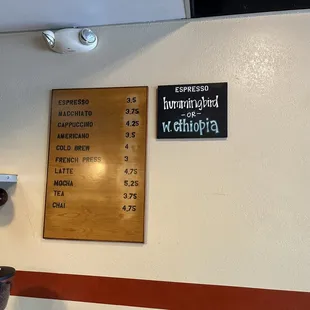 ESPRESSO 3.5
MACCHIATO 3.75
CAPPUCCINO 4.25
AMERICANO 3.5
COLD BREW 4
FRENCH PRESS 4
LATTE 4.75
MOCHA 5.25
TEA 3.75
CHAI 4.75
ESPRESSO
hummingbird
-OR-
W. Ethiopia